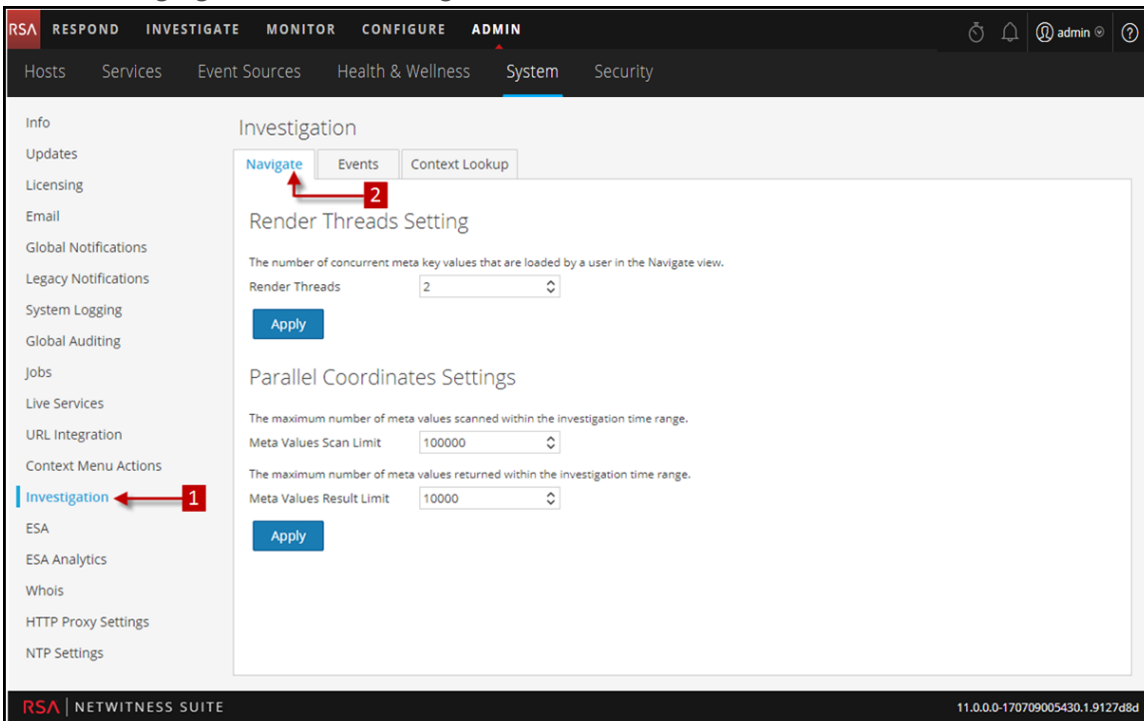 RSA RESPOND INVESTIGATE MONITOR CONFIGURE ADMIN admin ?
Hosts Services Event Sources Health & Wellness System Security
Info
Updates
Licensing
Email
Global Notifications
Legacy Notifications
System Logging
Global Auditing
Jobs
Live Services
URL Integration
Context Menu Actions
Investigation
1
ESA
ESA Analytics
Whois
HTTP Proxy Settings
NTP Settings
Investigation
Navigate Events Context Lookup
2
Render Threads Setting
The number of concurrent meta key values that are loaded by a user in the Navigate view.
Render Threads 2
Apply
Parallel Coordinates Settings
The maximum number of meta values scanned within the investigation time range.
Meta Values Scan Limit 100000
The maximum number of meta values returned within the investigation time range.
Meta Values Result Limit 10000
Apply
RSA | NETWITNESS SUITE 11.0.0.0-170709005430.1.9127d8d